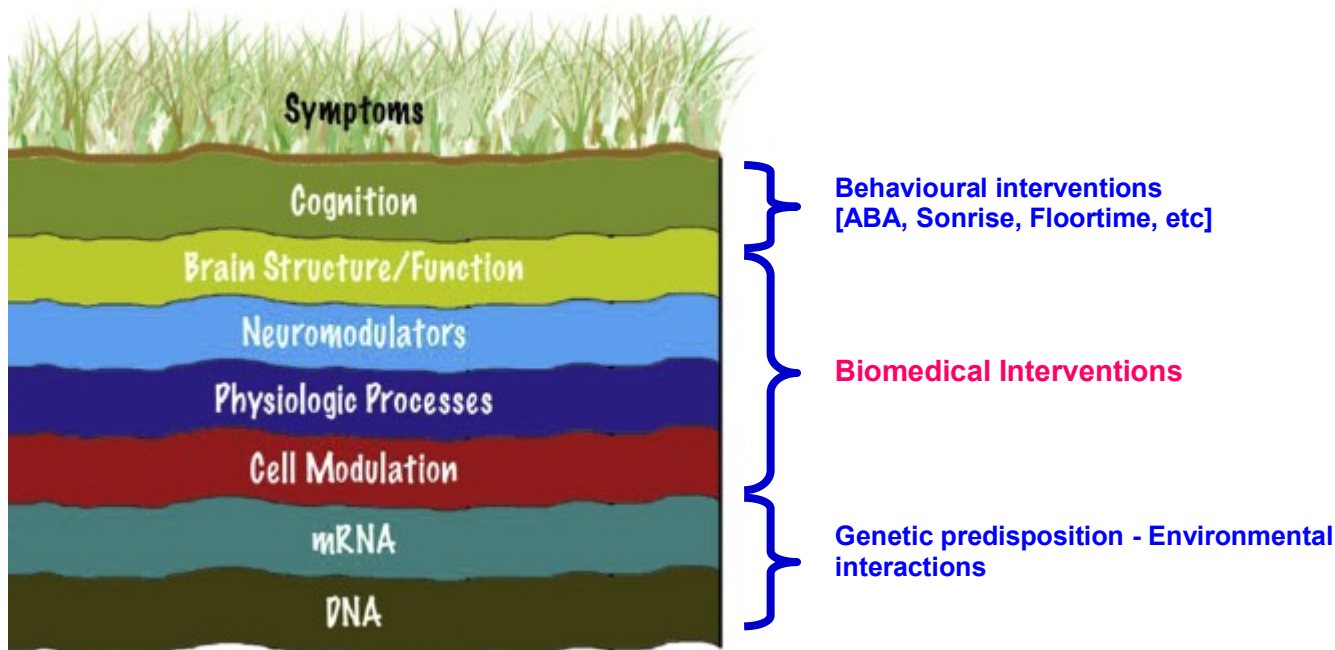 Symptoms
Cognition
Behavioural interventions
[ABA, Sonrise, Floortime, etc]
Brain Structure/Function
Neuromodulators
Physiologic Processes
Biomedical Interventions
Cell Modulation
mRNA
Genetic predisposition - Environmental
interactions
DNA